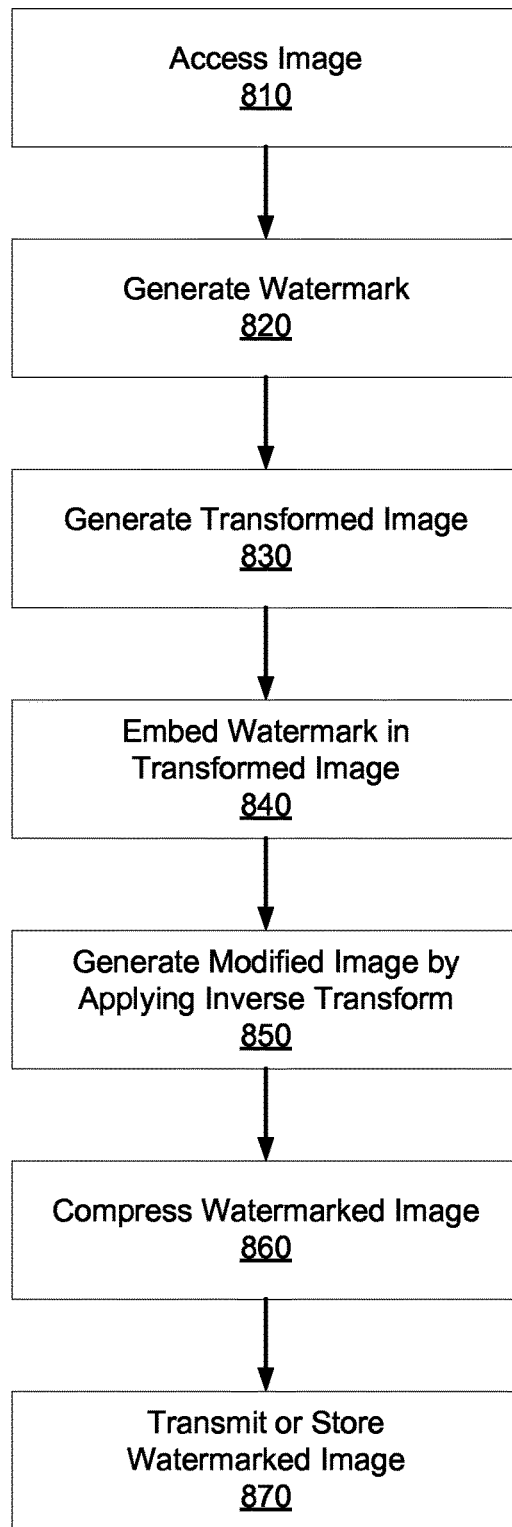 Access Image
810
Generate Watermark
820
Generate Transformed Image
830
Embed Watermark in
Transformed Image
840
Generate Modified Image by
Applying Inverse Transform
850
Compress Watermarked Image
860
Transmit or Store
Watermarked Image
870